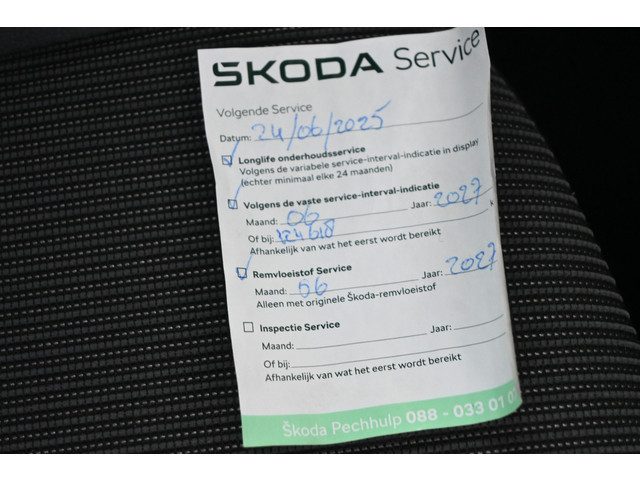 ŠKODA Service
Volgende Service
Datum: 24/06/2025
Longlife onderhoudsservice
Volgens de variabele service-interval-indicatie in display
(echter minimaal elke 24 maanden)
Volgens de vaste service-interval-indicatie
Maand: 06 Jaar: 2027
Of bij:
Afhankelijk van wat het eerst wordt bereikt
Remvloeistof Service
Maand: 06 Jaar: 2027
Alleen met originele Škoda-remvloeistof
Inspectie Service
Maand: Jaar:
Of bij:
Afhankelijk van wat het eerst wordt bereikt
Škoda Pechhulp 088 - 033 01 0